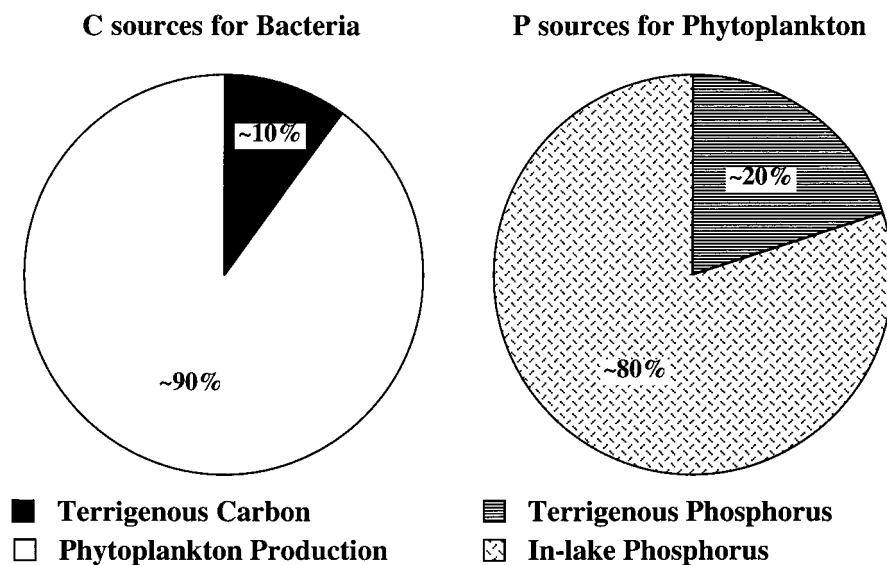 C sources for Bacteria
~10%
~90%
Terrigenous Carbon
Phytoplankton Production
P sources for Phytoplankton
~20%
~80%
Terrigenous Phosphorus
In-lake Phosphorus